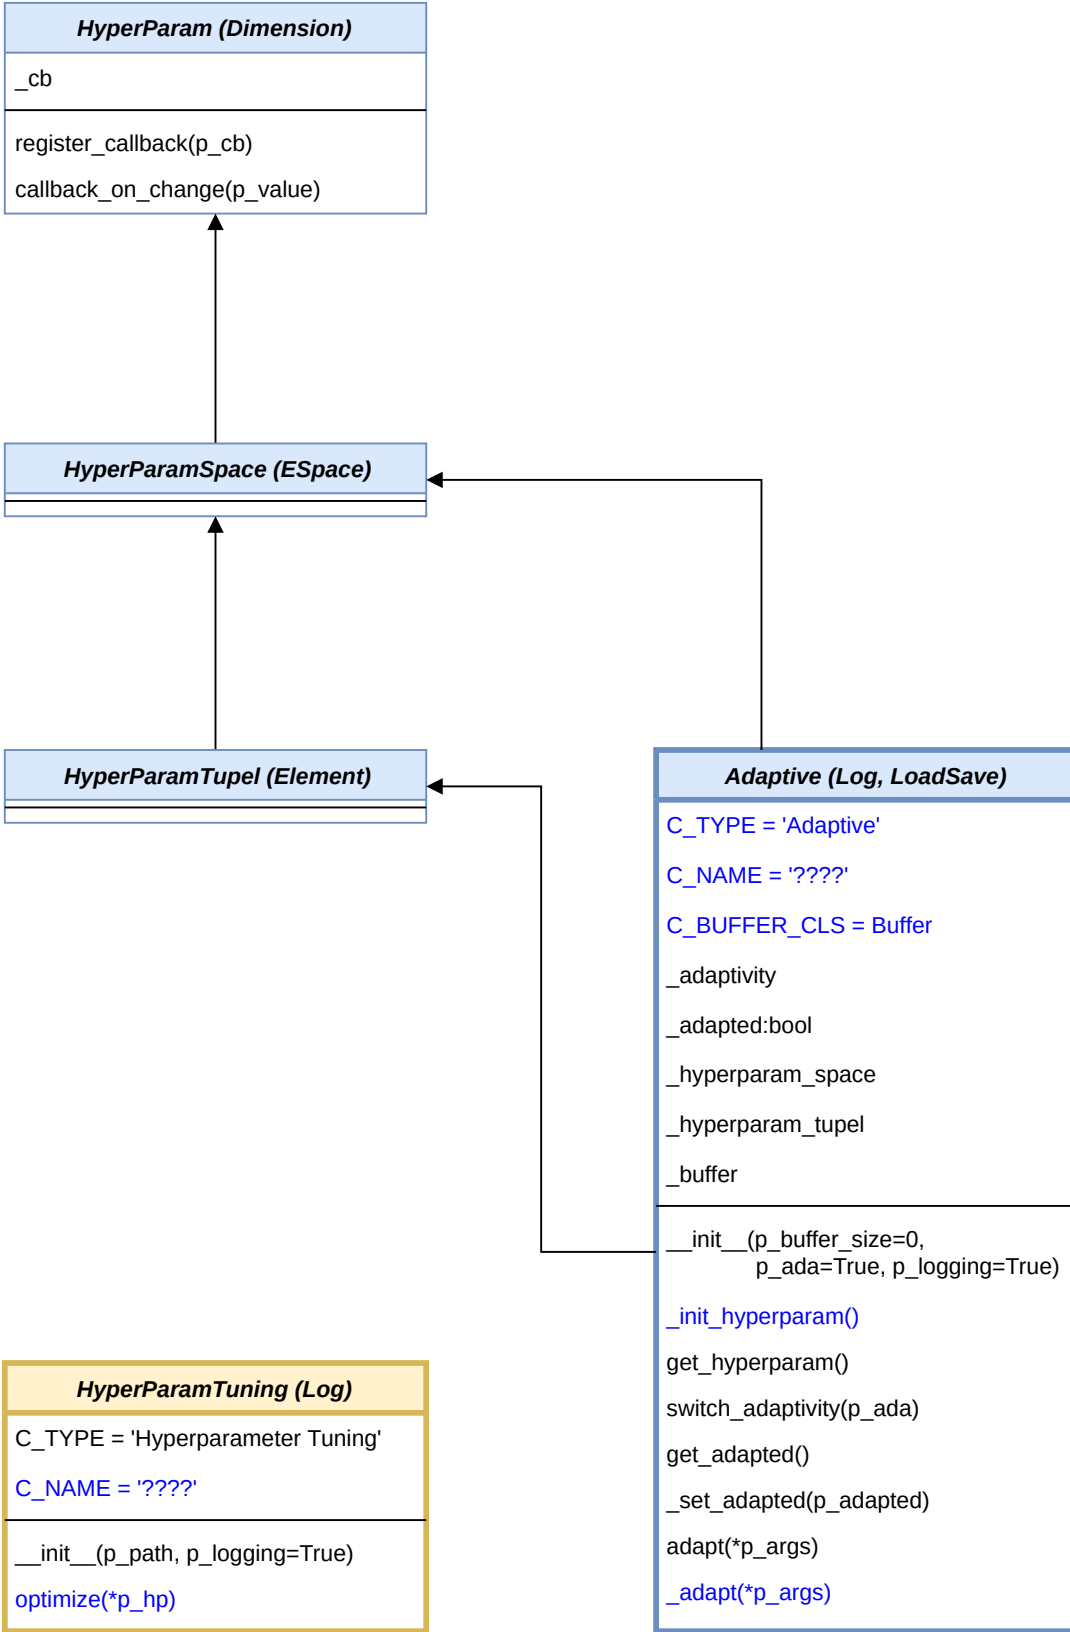 HyperParam (Dimension)
_cb
register_callback(p_cb)
callback_on_change(p_value)
HyperParamSpace (ESpace)
HyperParamTupel (Element)
Adaptive (Log, LoadSave)
C_TYPE = 'Adaptive'
C_NAME = '????'
C_BUFFER_CLS = Buffer
_adaptivity
_adapted:bool
_hyperparam_space
_hyperparam_tupel
_buffer
__init__(p_buffer_size=0,
p_ada=True, p_logging=True)
_init_hyperparam()
get_hyperparam()
switch_adaptivity(p_ada)
get_adapted()
_set_adapted(p_adapted)
adapt(*p_args)
_adapt(*p_args)
HyperParamTuning (Log)
C_TYPE = 'Hyperparameter Tuning'
C_NAME = '????'
__init__(p_path, p_logging=True)
optimize(*p_hp)